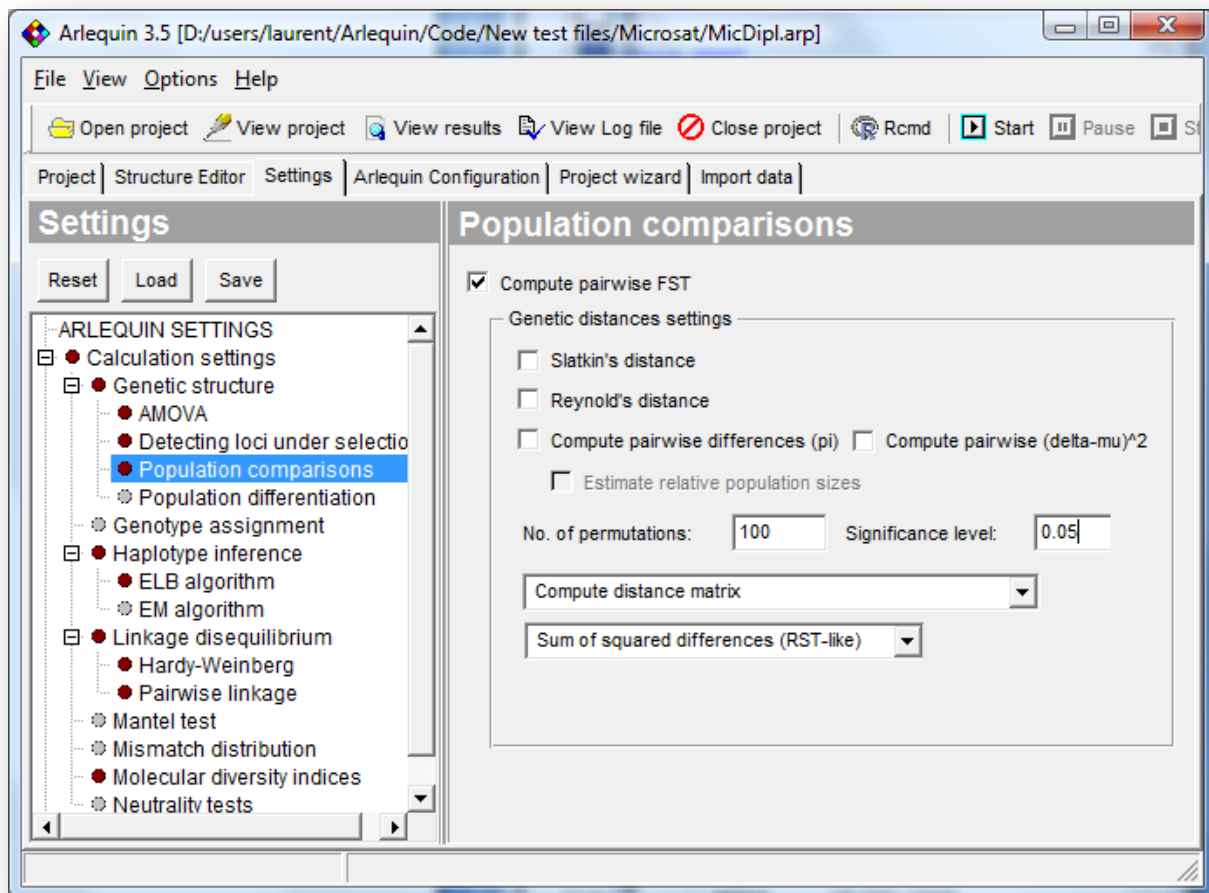 Arlequin 3.5 [D:/users/laurent/Arlequin/Code/New test files/Microsat/MicDipl.arp]
File View Options Help
Open project View project View results View Log file Close project Rcmd Start Pause St
Project Structure Editor Settings Arlequin Configuration Project wizard Import data
Settings
Reset Load Save
ARLEQUIN SETTINGS
Calculation settings
Genetic structure
AMOVA
Detecting loci under selectio
Population comparisons
Population differentiation
Genotype assignment
Haplotype inference
ELB algorithm
EM algorithm
Linkage disequilibrium
Hardy-Weinberg
Pairwise linkage
Mantel test
Mismatch distribution
Molecular diversity indices
Neutrality tests
Population comparisons
Compute pairwise FST
Genetic distances settings
Slatkin's distance
Reynold's distance
Compute pairwise differences (pi) Compute pairwise (delta-mu)^2
Estimate relative population sizes
No. of permutations: 100 Significance level: 0.05
Compute distance matrix
Sum of squared differences (RST-like)